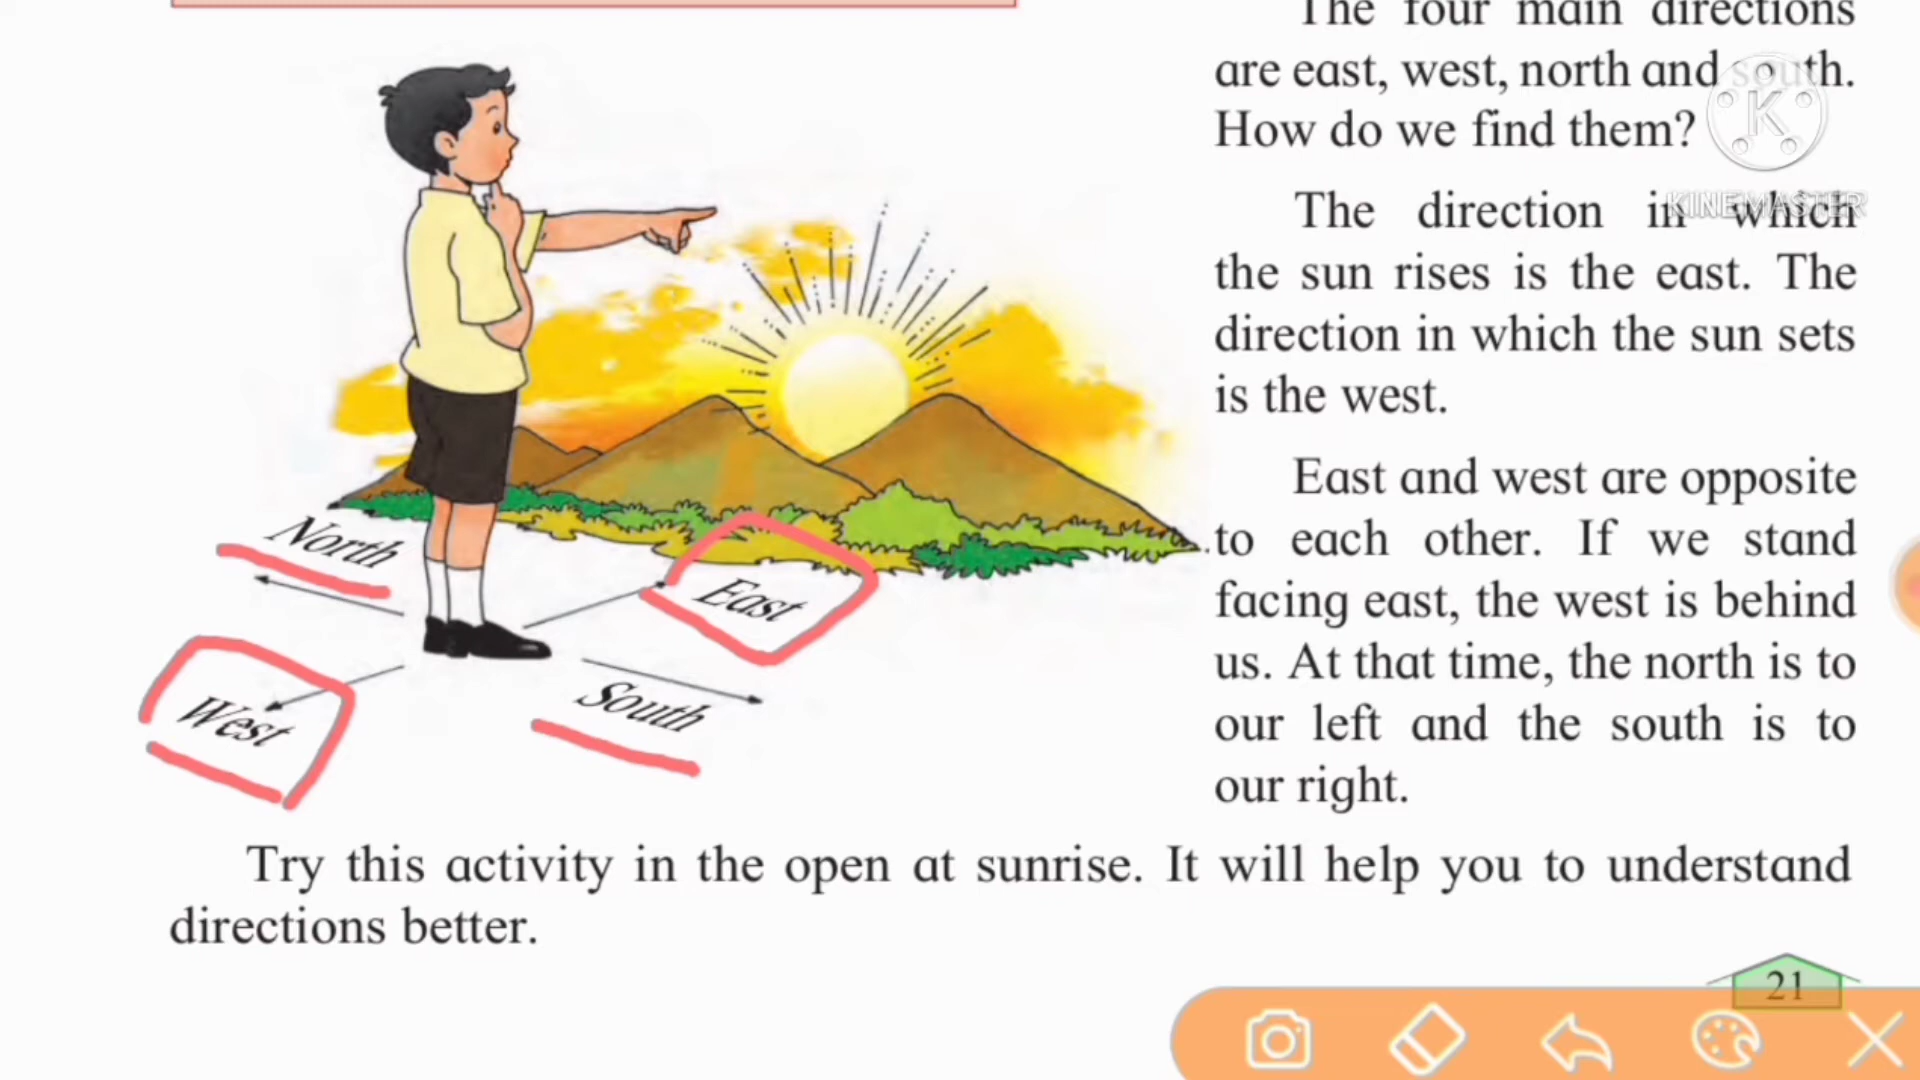 The four main directions
are east, west, north and south.
How do we find them?
K
KINEMASTER
The direction in which
the sun rises is the east. The
direction in which the sun sets
is the west.
East and west are opposite
to each other. If we stand
facing east, the west is behind
us. At that time, the north is to
our left and the south is to
our right.
North
East
West
South
Try this activity in the open at sunrise. It will help you to understand
directions better.
21